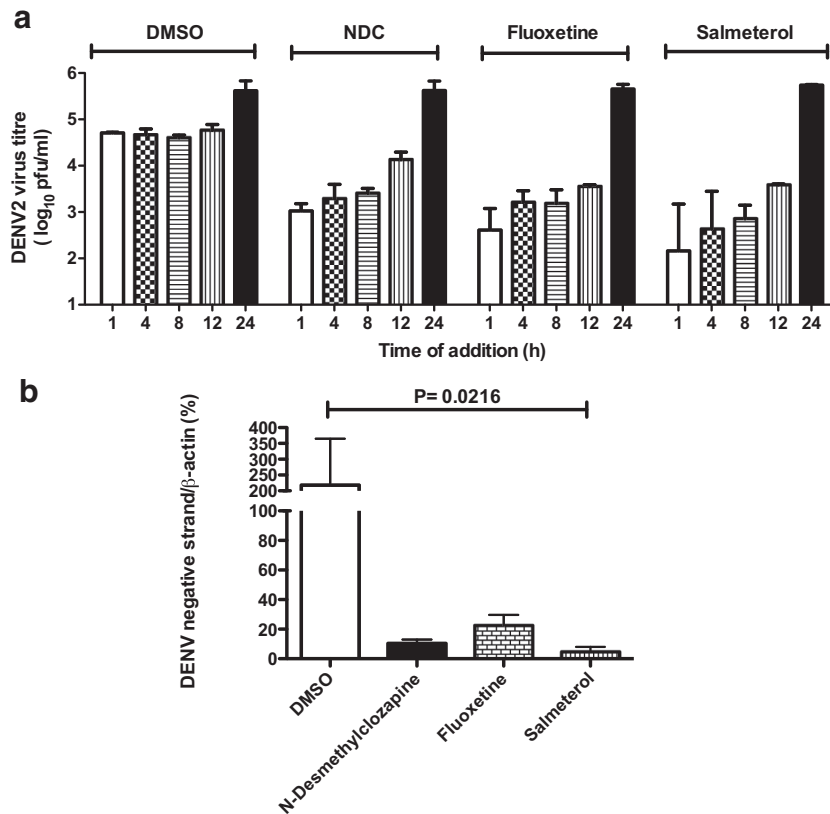 a
DMSO NDC Fluoxetine Salmeterol
DENV2 virus titre
( log10 pfu/ml)
6
5
4
3
2
1
1 4 8 12 24 1 4 8 12 24 1 4 8 12 24 1 4 8 12 24
Time of addition (h)
b
P= 0.0216
DENV negative strand/β-actin (%)
400
350
300
250
200
100
80
60
40
20
0
DMSO
N-Desmethylclozapine
Fluoxetine
Salmeterol